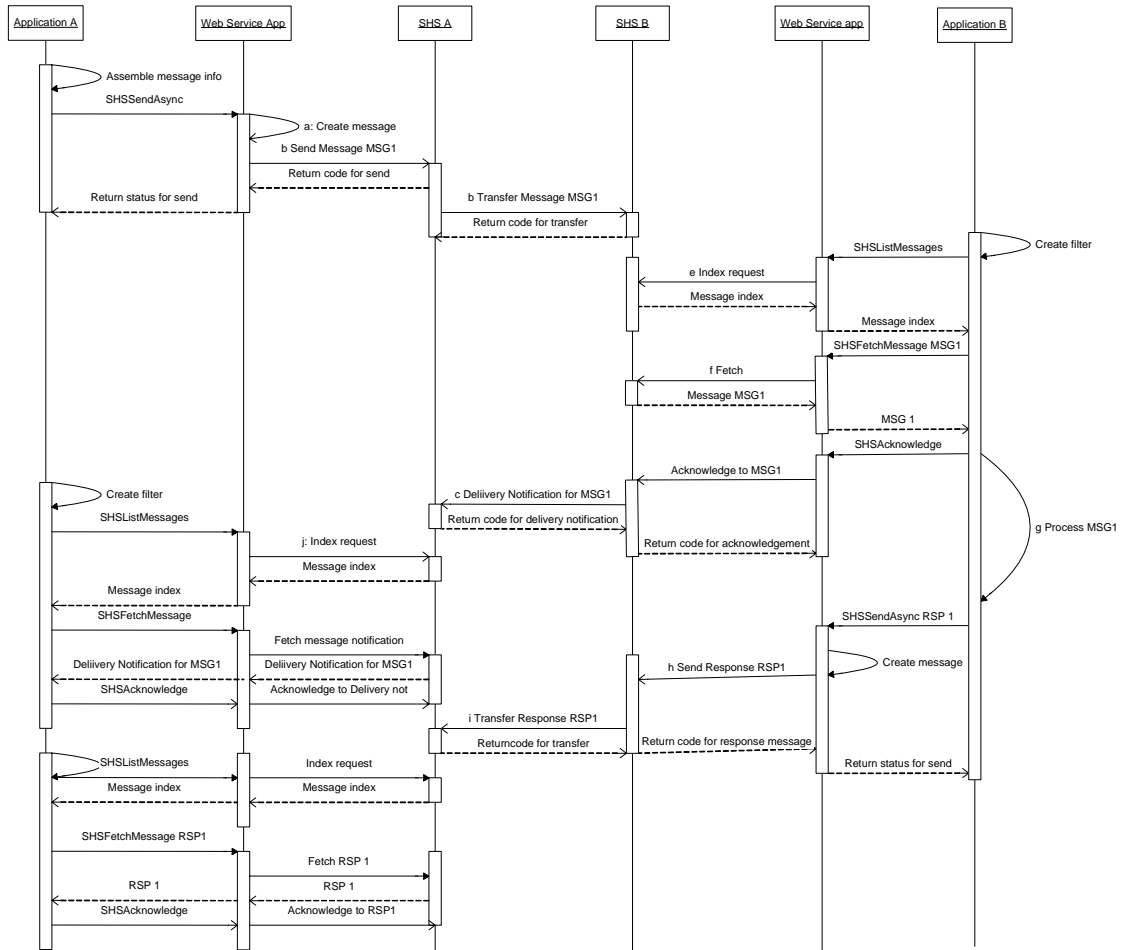 Application A
Web Service App
SHS A
SHS B
Web Service app
Application B
Assemble message info
SHSSendAsync
a: Create message
b Send Message MSG1
Return code for send
Return status for send
b Transfer Message MSG1
Return code for transfer
Create filter
SHSListMessages
e Index request
Message index
Message index
SHSFetchMessage MSG1
f Fetch
Message MSG1
MSG 1
SHSAcknowledge
Acknowledge to MSG1
Create filter
c Deliivery Notification for MSG1
SHSListMessages
Return code for delivery notification
g Process MSG1
j: Index request
Return code for acknowledgement
Message index
Message index
SHSFetchMessage
SHSSendAsync RSP 1
Fetch message notification
Deliivery Notification for MSG1
Deliivery Notification for MSG1
h Send Response RSP1
Create message
SHSAcknowledge
Acknowledge to Delivery not
i Transfer Response RSP1
Returncode for transfer
Return code for response message
SHSListMessages
Index request
Return status for send
Message index
Message index
SHSFetchMessage RSP1
Fetch RSP 1
RSP 1
RSP 1
SHSAcknowledge
Acknowledge to RSP1